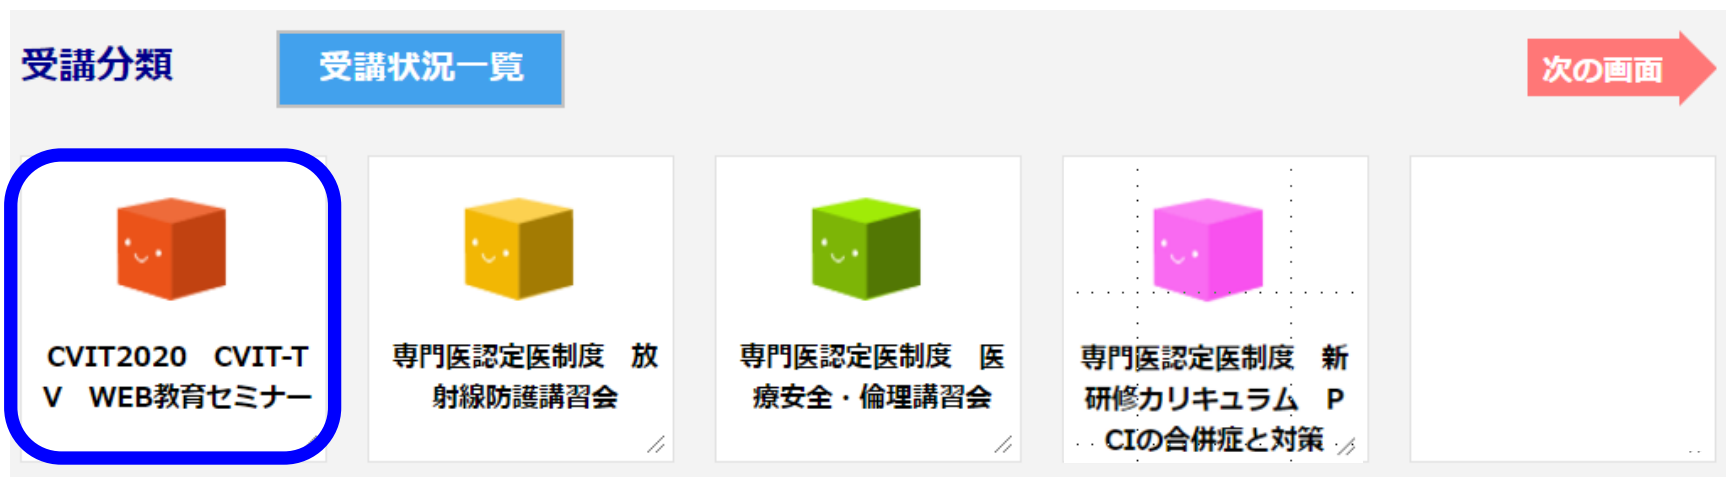 受講分類
受講状況一覧
次の画面
CVIT2020　CVIT-T
V　WEB教育セミナー
専門医認定医制度　放
射線防護講習会
専門医認定医制度　医
療安全・倫理講習会
専門医認定医制度　新
研修カリキュラム　P
CIの合併症と対策